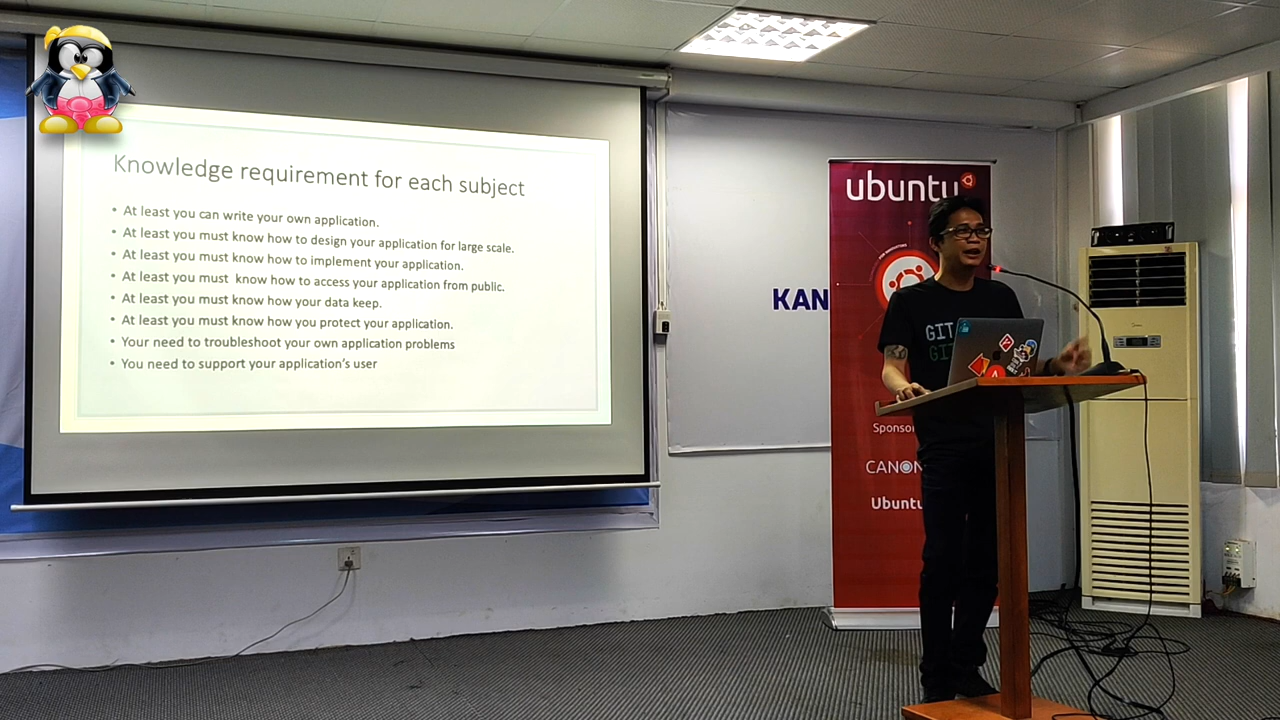 Knowledge requirement for each subject
• At least you can write your own application.
• At least you must know how to design your application for large scale.
• At least you must know how to implement your application.
• At least you must know how to access your application from public.
• At least you must know how your data keep.
• At least you must know how you protect your application.
• Your need to troubleshoot your own application problems
• You need to support your application's user
ubuntu
KAN
GIT
GIT
Sponsor
CANON
Ubuntu